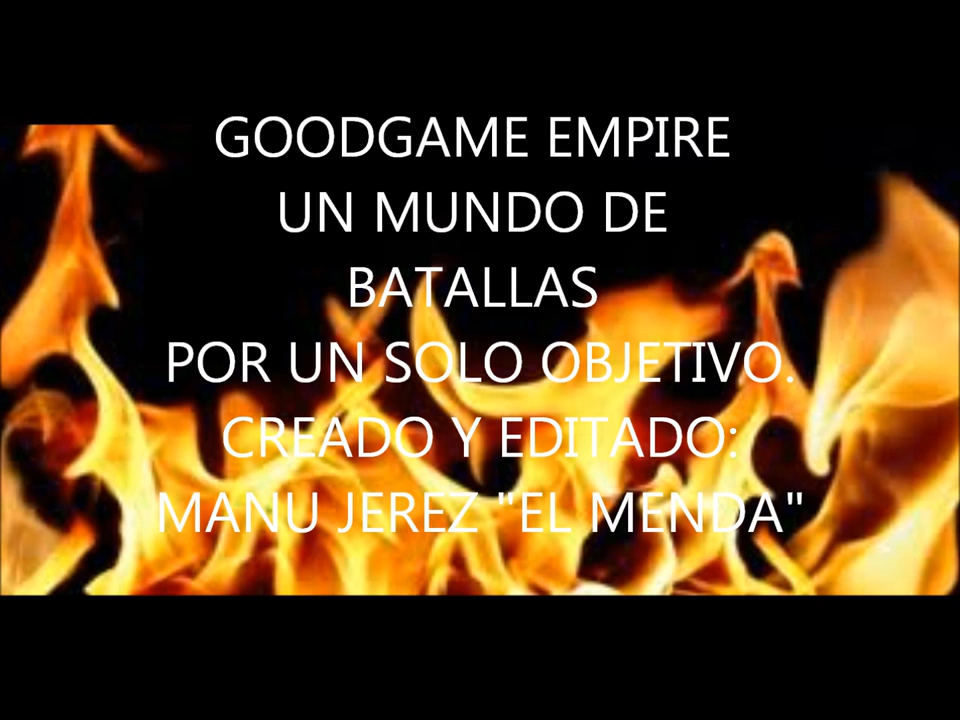 GOODGAME EMPIRE
UN MUNDO DE
BATALLAS
POR UN SOLO OBJETIVO.
CREADO Y EDITADO:
MANU JEREZ "EL MENDA"